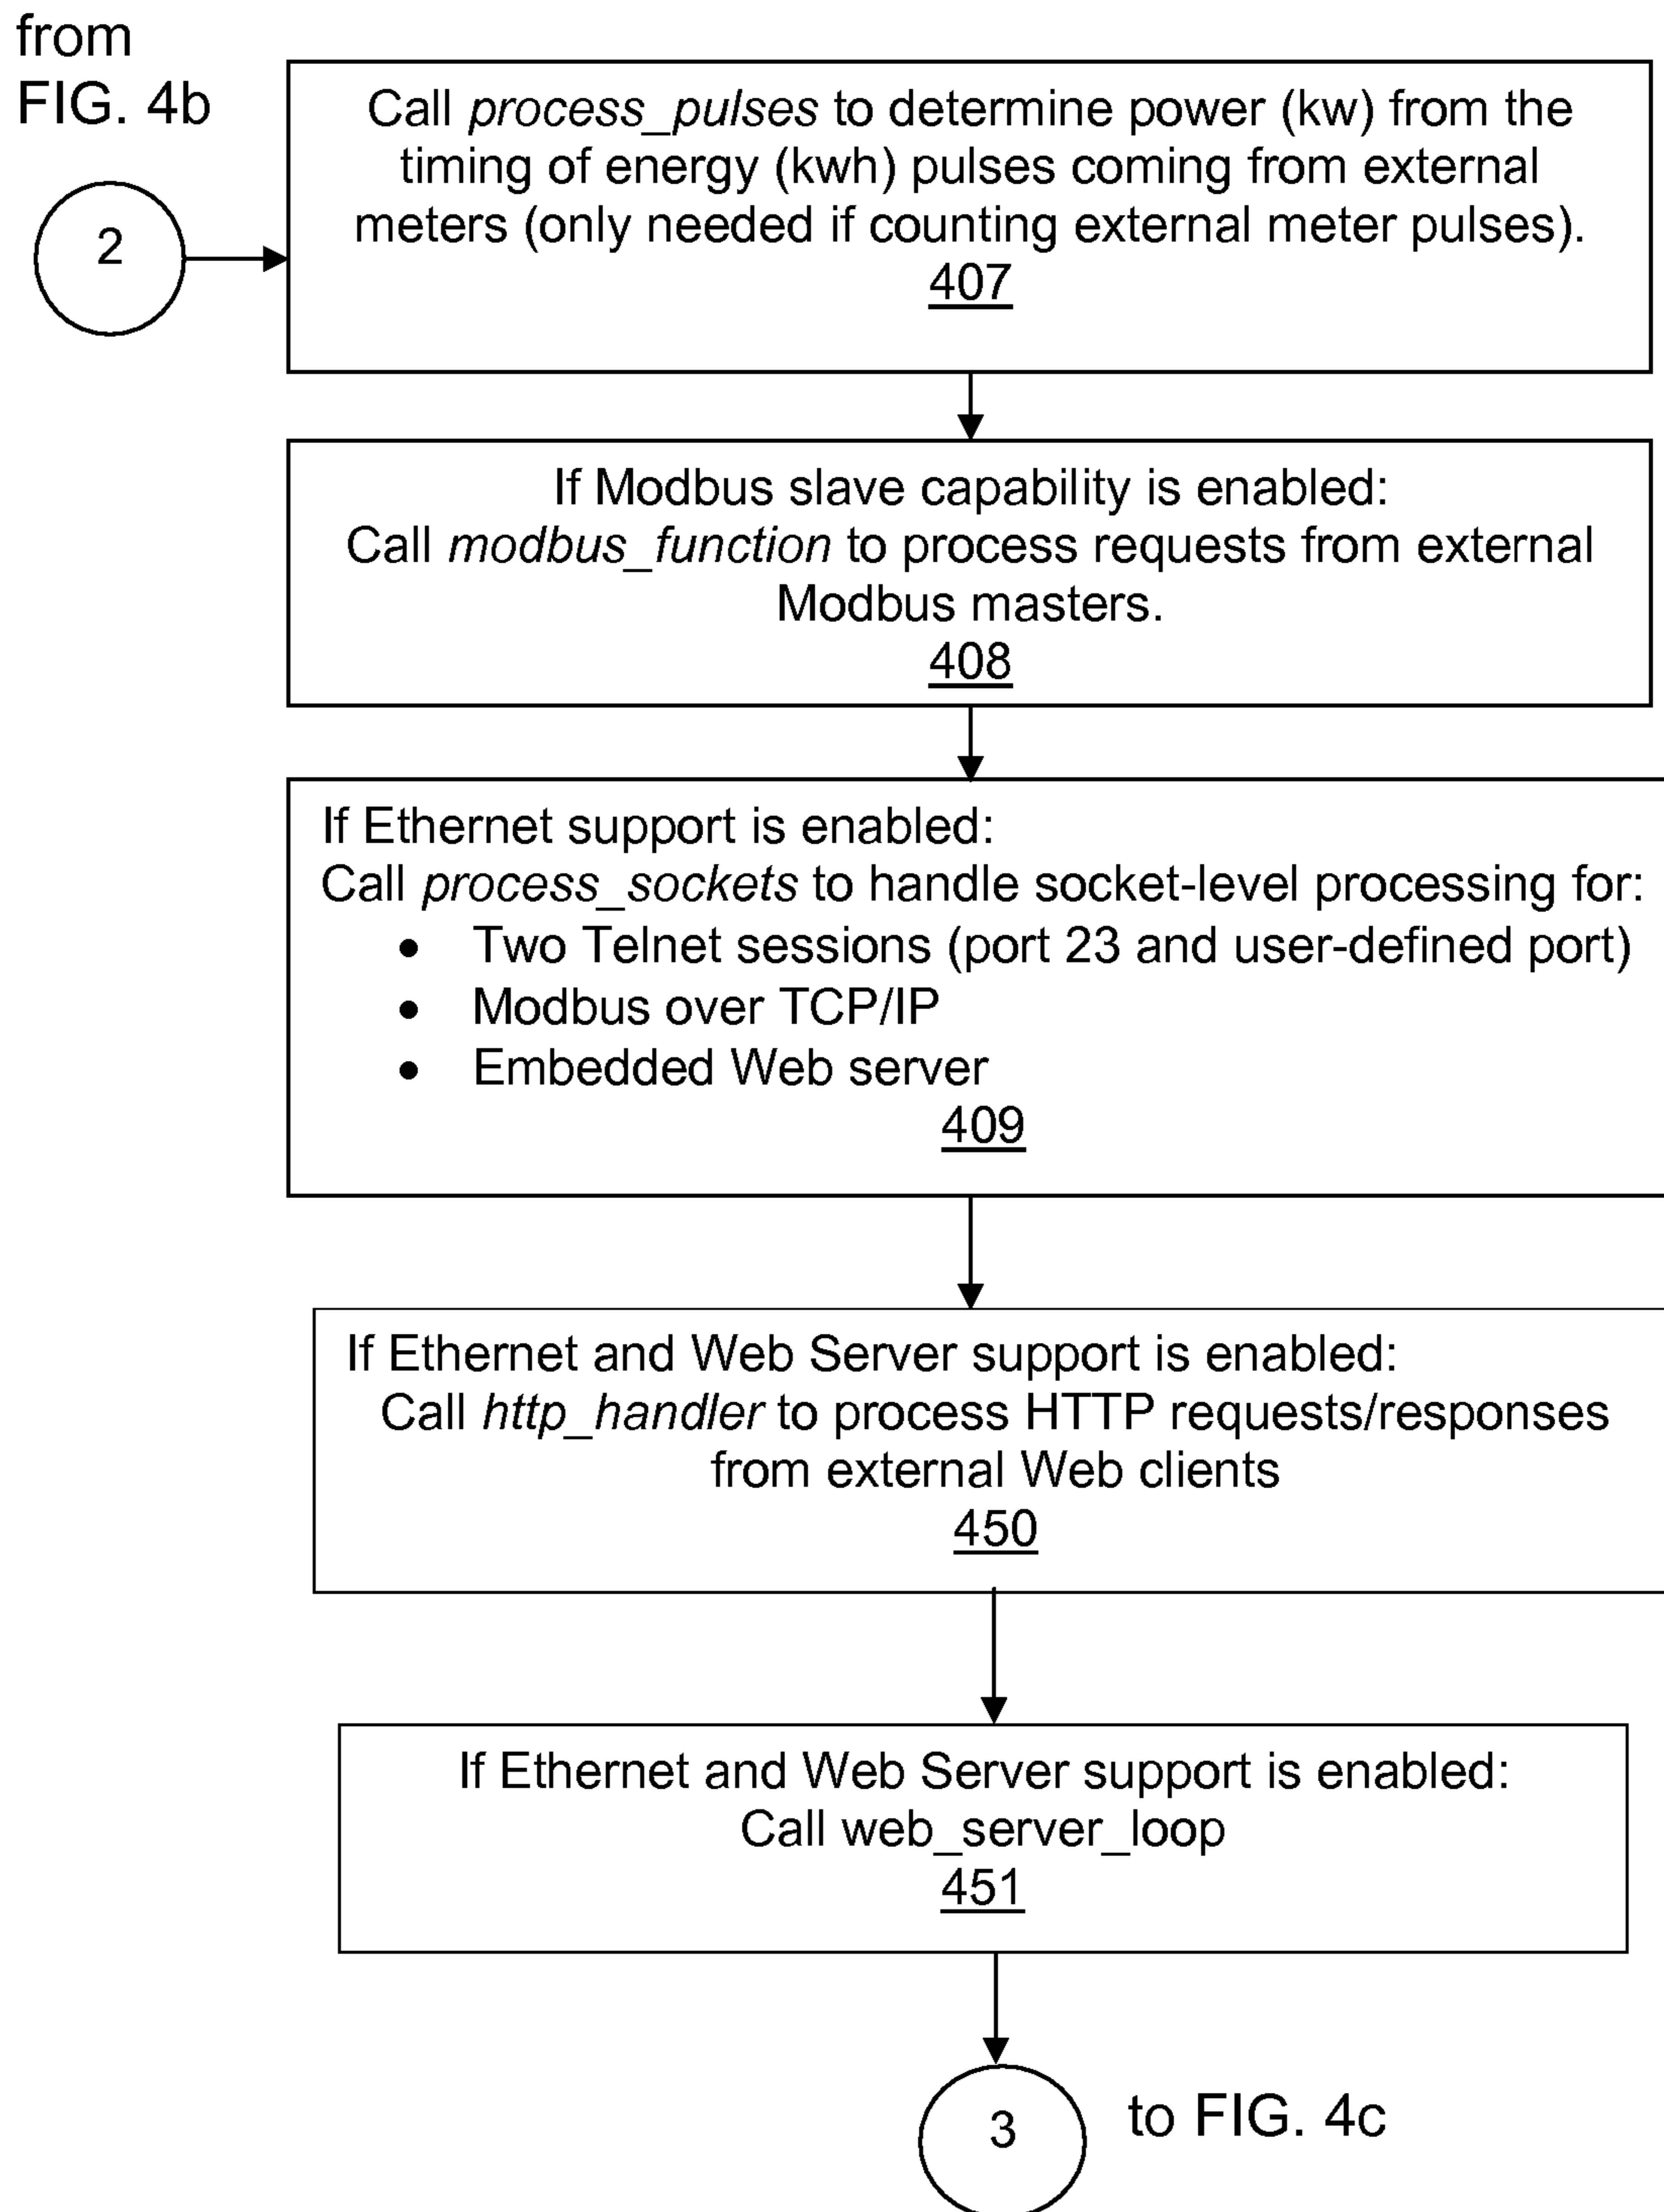 from
FIG. 4b
2
Call process_pulses to determine power (kw) from the
timing of energy (kwh) pulses coming from external
meters (only needed if counting external meter pulses).
407
If Modbus slave capability is enabled:
Call modbus_function to process requests from external
Modbus masters.
408
If Ethernet support is enabled:
Call process_sockets to handle socket-level processing for:
• Two Telnet sessions (port 23 and user-defined port)
• Modbus over TCP/IP
• Embedded Web server
409
If Ethernet and Web Server support is enabled:
Call http_handler to process HTTP requests/responses
from external Web clients
450
If Ethernet and Web Server support is enabled:
Call web_server_loop
451
3
to FIG. 4c